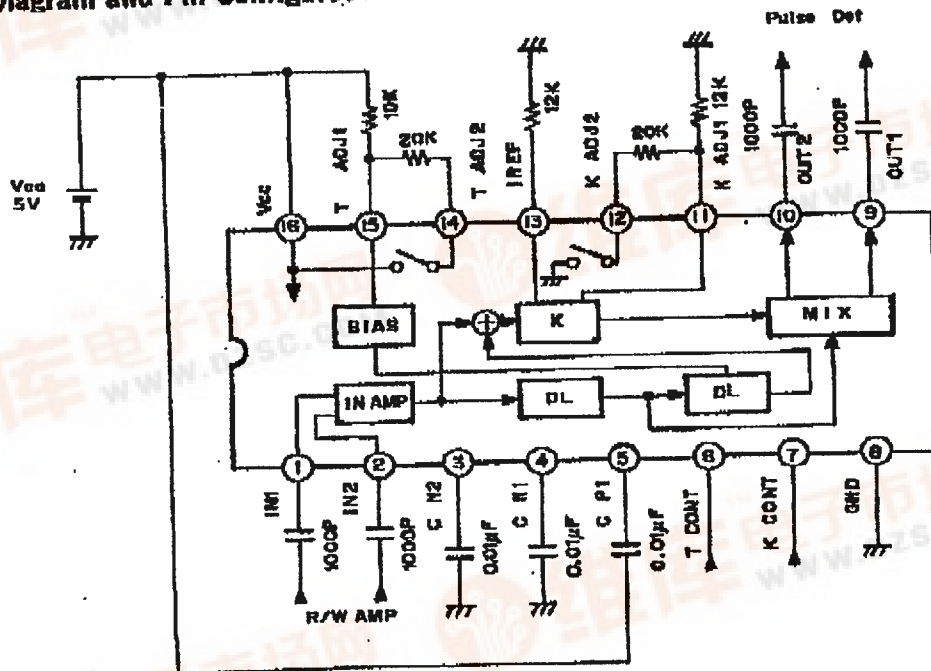 Pulse Det
10K
12K
12K
1000P
1000P
T ADJ1
20K
T ADJ2
IREF
K ADJ2
20K
K ADJ1
OUT2
OUT1
Vcc
5V
Vcc
16
15
14
13
12
11
10
9
BIAS
K
MIX
IN AMP
DL
DL
1
2
3
4
5
6
7
8
IN1
1000P
IN2
1000P
C N2
0.01μF
C N1
0.01μF
C P1
0.01μF
T CONT
K CONT
GND
R/W AMP